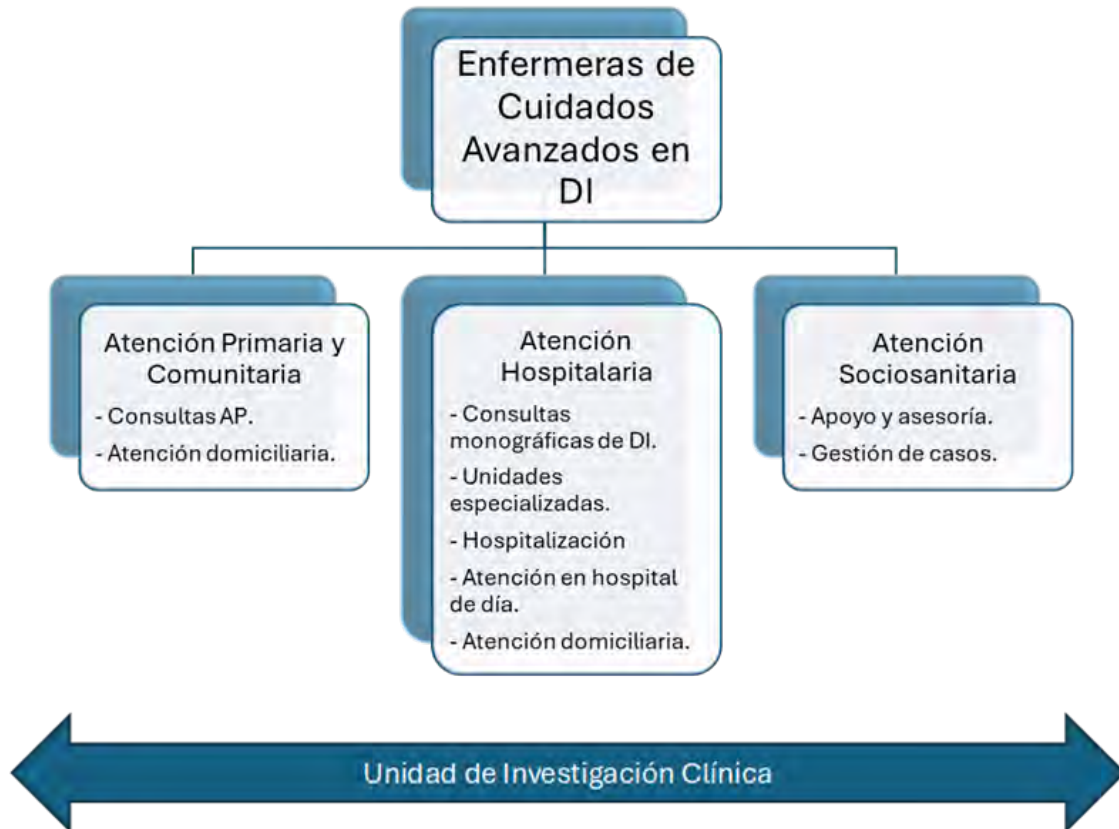 Enfermeras de
Cuidados
Avanzados en
DI
Atención Primaria y
Comunitaria
- Consultas AP.
- Atención domiciliaria.
Atención
Hospitalaria
- Consultas
monográficas de DI.
- Unidades
especializadas.
- Hospitalización
- Atención en hospital
de día.
- Atención domiciliaria.
Atención
Sociosanitaria
- Apoyo y asesoría.
- Gestión de casos.
Unidad de Investigación Clínica